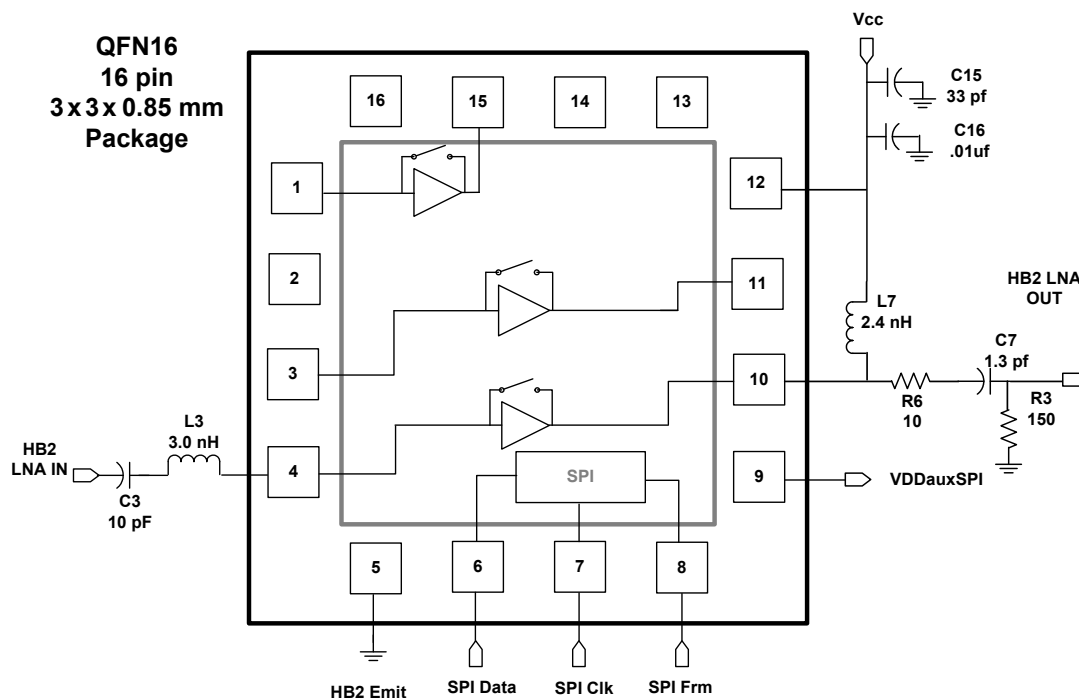 QFN16
16 pin
3 x 3 x 0.85 mm
Package
Vcc
C15
33 pf
C16
.01uf
16
15
14
13
1
12
2
11
L7
2.4 nH
HB2 LNA
OUT
C7
1.3 pf
3
10
R6
10
R3
150
L3
3.0 nH
HB2
LNA IN
C3
10 pF
4
SPI
9
VDDauxSPI
5
6
7
8
HB2 Emit
SPI Data
SPI Clk
SPI Frm